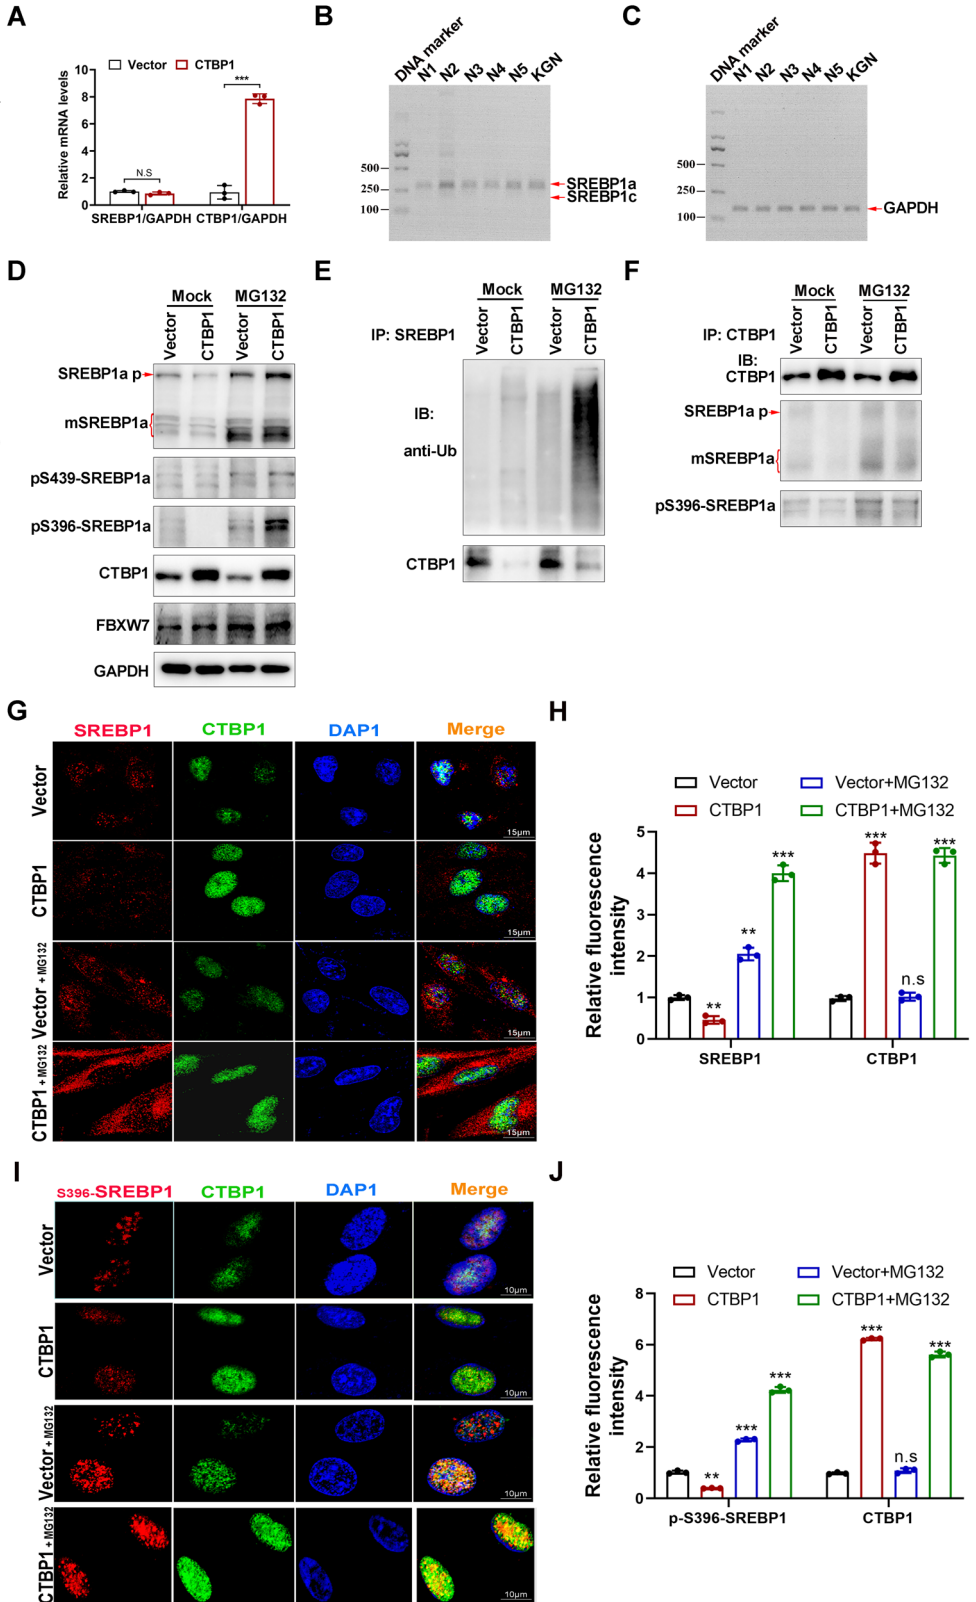 A
Vector CTBP1
Relative mRNA levels
10
8
6
4
2
0
N.S
***
SREBP1/GAPDH CTBP1/GAPDH
B
DNA marker N1 N2 N3 N4 N5 KGN
500
250
100
SREBP1a
SREBP1c
C
DNA marker N1 N2 N3 N4 N5 KGN
500
250
100
GAPDH
D
Mock MG132
Vector CTBP1 Vector CTBP1
SREBP1a p
mSREBP1a
pS439-SREBP1a
pS396-SREBP1a
CTBP1
FBXW7
GAPDH
E
Mock MG132
IP: SREBP1
Vector CTBP1 Vector CTBP1
IB:
anti-Ub
CTBP1
F
Mock MG132
IP: CTBP1
Vector CTBP1 Vector CTBP1
IB:
CTBP1
SREBP1a p
mSREBP1a
pS396-SREBP1a
G
SREBP1 CTBP1 DAP1 Merge
Vector
15μm
CTBP1
15μm
Vector + MG132
15μm
CTBP1 + MG132
15μm
H
Vector Vector+MG132
CTBP1 CTBP1+MG132
Relative fluorescence
intensity
5
4
3
2
1
0
**
**
***
***
n.s
***
SREBP1 CTBP1
I
S396-SREBP1 CTBP1 DAP1 Merge
Vector
10μm
CTBP1
10μm
Vector + MG132
10μm
CTBP1 + MG132
10μm
J
Vector Vector+MG132
CTBP1 CTBP1+MG132
Relative fluorescence
intensity
8
6
4
2
0
**
***
***
***
n.s
***
p-S396-SREBP1 CTBP1